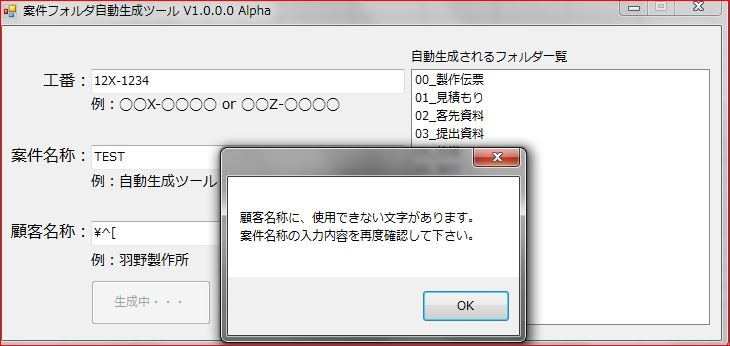 案件フォルダ自動生成ツール V1.0.0.0 Alpha
自動生成されるフォルダ一覧
工番：
12X-1234
例：〇〇X-〇〇〇〇 or 〇〇Z-〇〇〇〇
00_製作伝票
01_見積もり
02_客先資料
03_提出資料
案件名称：
TEST
例：自動生成ツール
顧客名称：
¥^[
例：羽野製作所
生成中・・・
顧客名称に、使用できない文字があります。
案件名称の入力内容を再度確認して下さい。
OK